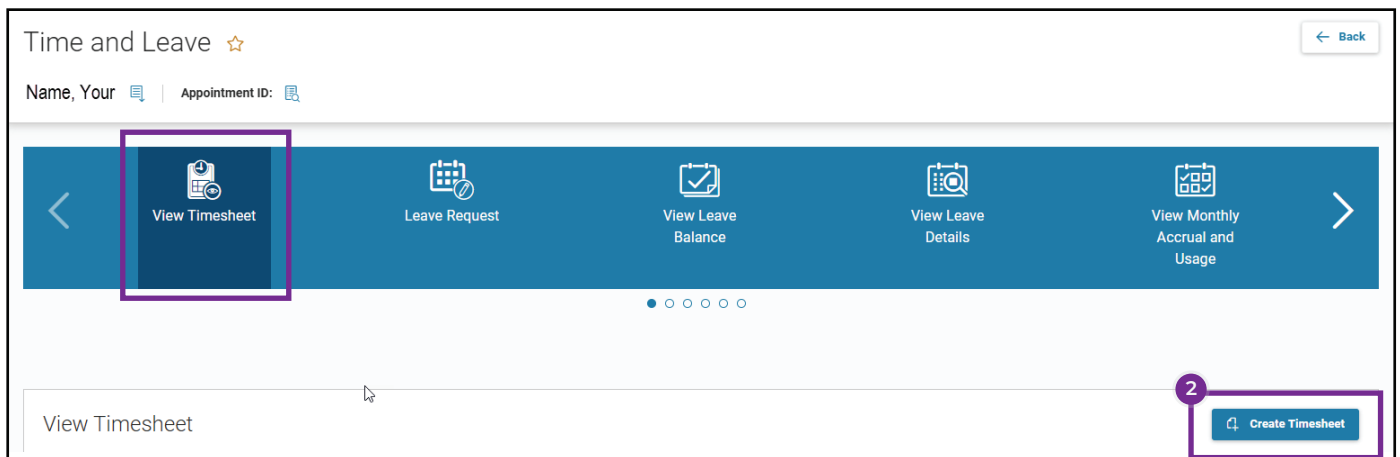 Time and Leave
Back
Name, Your
Appointment ID:
View Timesheet
Leave Request
View Leave
Balance
View Leave
Details
View Monthly
Accrual and
Usage
2
View Timesheet
Create Timesheet